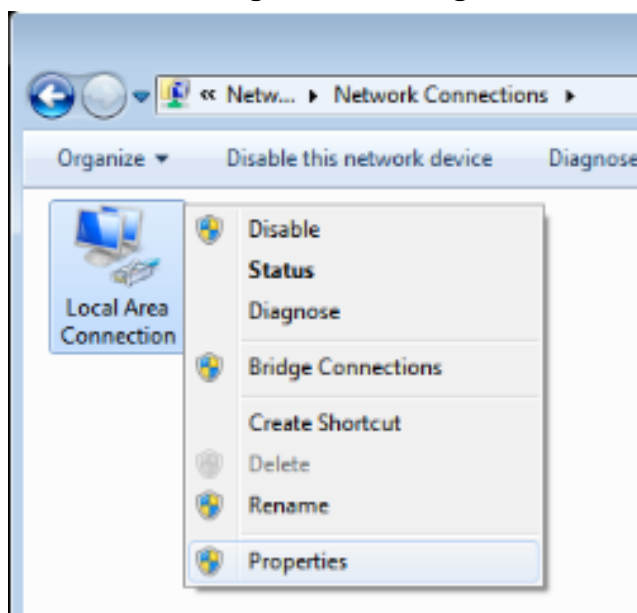 « Netw... ▸ Network Connections ▸
Organize ▾ Disable this network device Diagnose
Local Area
Connection
Disable
Status
Diagnose
Bridge Connections
Create Shortcut
Delete
Rename
Properties